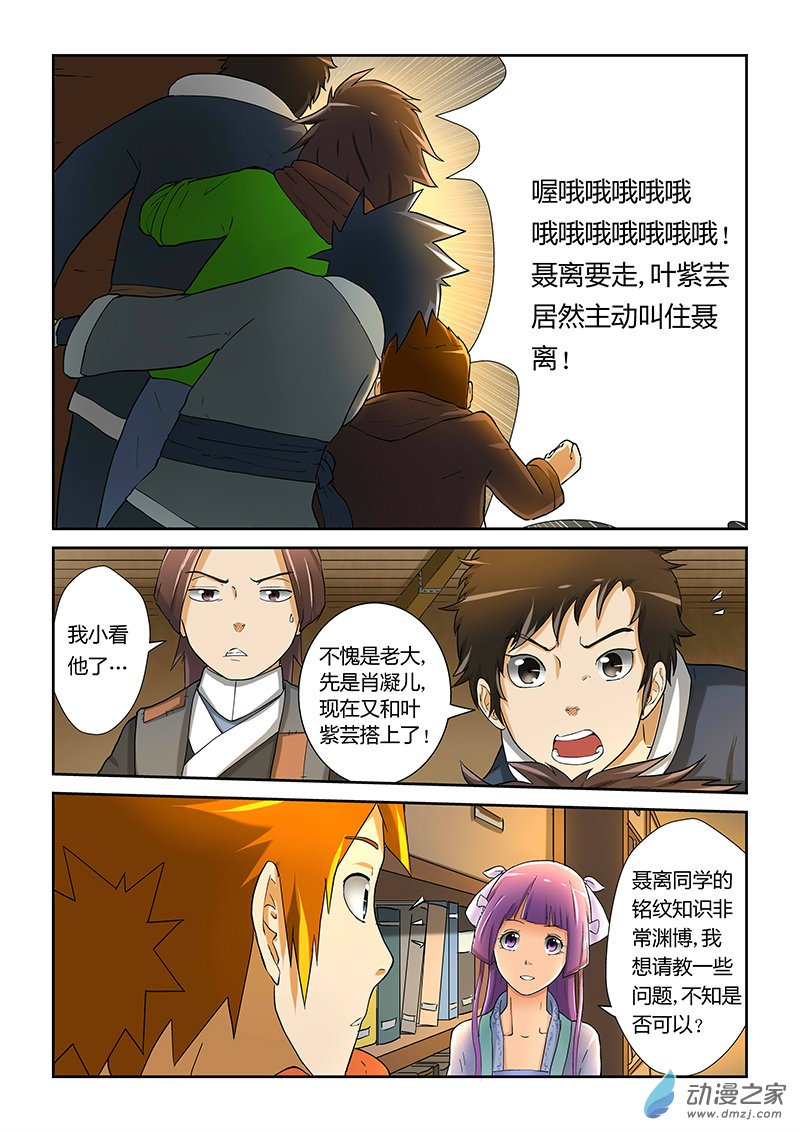 喔哦哦哦哦哦
哦哦哦哦哦哦哦！
聂离要走，叶紫芸
居然主动叫住聂
离！
我小看
他了…
不愧是老大，
先是肖凝儿，
现在又和叶
紫芸搭上了！
聂离同学的
铭纹知识非
常渊博，我
想请教一些
问题，不知是
否可以？
动漫之家
www.dmzj.com